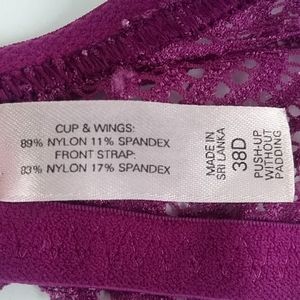 CUP & WINGS:
89% NYLON 11% SPANDEX
FRONT STRAP:
83% NYLON 17% SPANDEX
MADE IN
SRI LANKA
38D
PUSH-UP
WITHOUT
PADDING